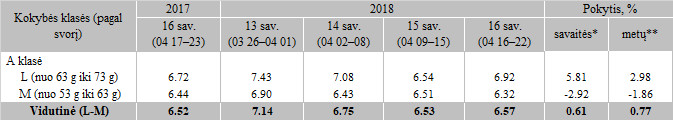 Kokybės klasės (pagal svorį) 2017 2018 Pokytis, %
16 sav. (04 17–23) 13 sav. (03 26–04 01) 14 sav. (04 02–08) 15 sav. (04 09–15) 16 sav. (04 16–22) savaitės* metų**
A klasė
L (nuo 63 g iki 73 g) 6.72 7.43 7.08 6.54 6.92 5.81 2.98
M (nuo 53 g iki 63 g) 6.44 6.90 6.43 6.51 6.32 -2.92 -1.86
Vidutinė (L-M) 6.52 7.14 6.75 6.53 6.57 0.61 0.77